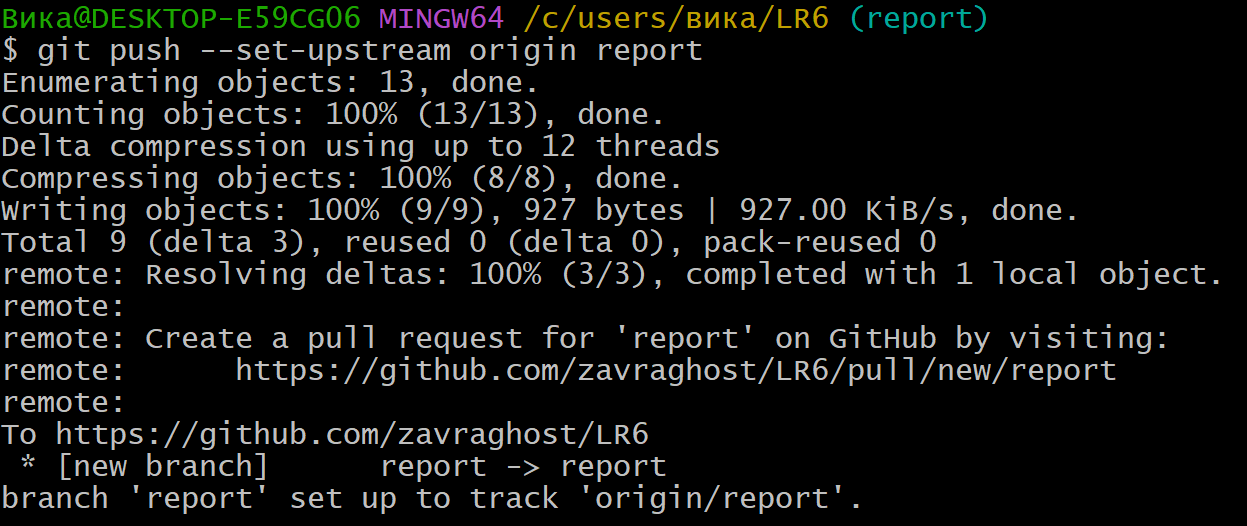 Вика@DESKTOP-E59CGO6 MINGW64 /c/users/вика/LR6 (report)
$ git push --set-upstream origin report
Enumerating objects: 13, done.
Counting objects: 100% (13/13), done.
Delta compression using up to 12 threads
Compressing objects: 100% (8/8), done.
Writing objects: 100% (9/9), 927 bytes | 927.00 KiB/s, done.
Total 9 (delta 3), reused 0 (delta 0), pack-reused 0
remote: Resolving deltas: 100% (3/3), completed with 1 local object.
remote:
remote: Create a pull request for 'report' on GitHub by visiting:
remote:      https://github.com/zavraghost/LR6/pull/new/report
remote:
To https://github.com/zavraghost/LR6
 * [new branch]      report -> report
branch 'report' set up to track 'origin/report'.